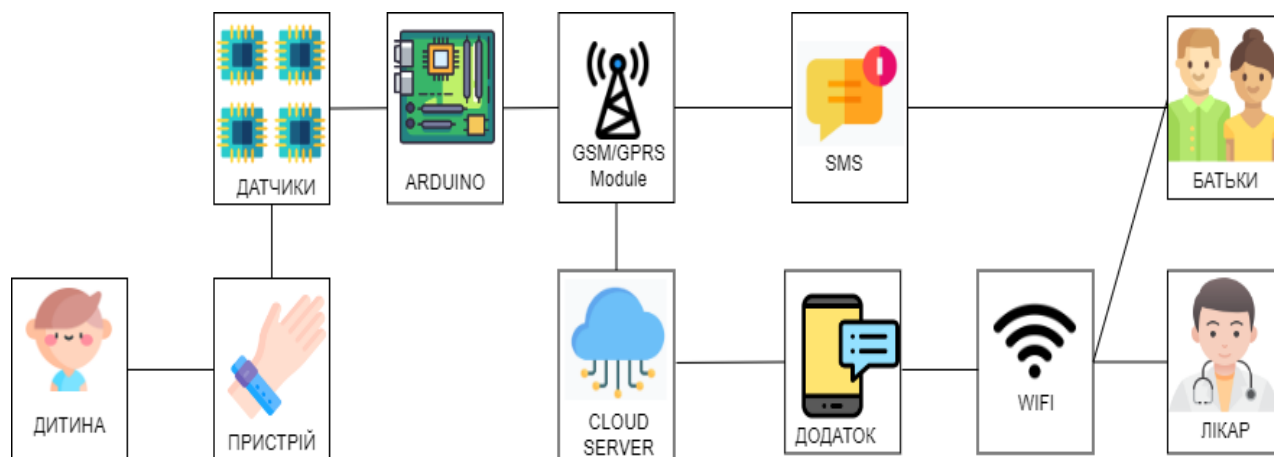 ДАТЧИКИ
ARDUINO
GSM/GPRS
Module
SMS
БАТЬКИ
ДИТИНА
ПРИСТРІЙ
CLOUD
SERVER
ДОДАТОК
WIFI
ЛІКАР